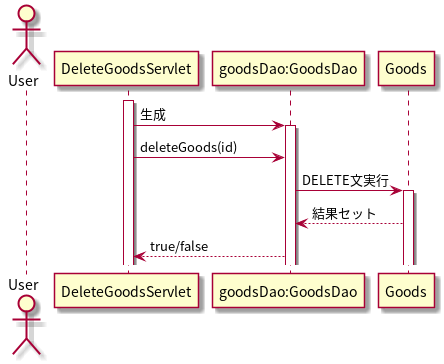 User
DeleteGoodsServlet
goodsDao:GoodsDao
Goods
生成
deleteGoods(id)
DELETE文実行
結果セット
true/false
User
DeleteGoodsServlet
goodsDao:GoodsDao
Goods